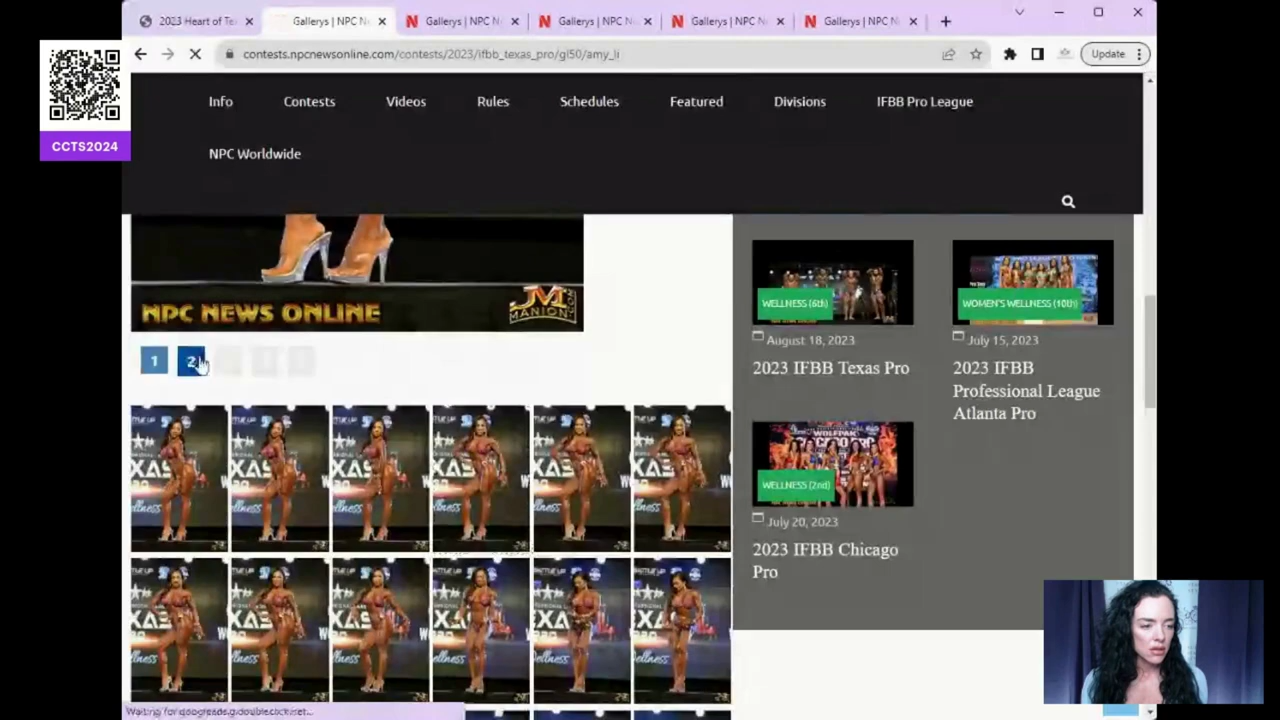 2023 Heart of Te
Gallerys | NPC N
Gallerys | NPC N
Gallerys | NPC N
Gallerys | NPC N
Gallerys | NPC N
contests.npcnewsonline.com/contests/2023/ifbb_texas_pro/gi50/amy_li
Update
CCTS2024
Info
Contests
Videos
Rules
Schedules
Featured
Divisions
IFBB Pro League
NPC Worldwide
NPC NEWS ONLINE
JM
MANION
1
2
WELLNESS (6th)
August 18, 2023
2023 IFBB Texas Pro
WOMEN'S WELLNESS (10th)
July 15, 2023
2023 IFBB
Professional League
Atlanta Pro
WELLNESS (2nd)
July 20, 2023
2023 IFBB Chicago
Pro